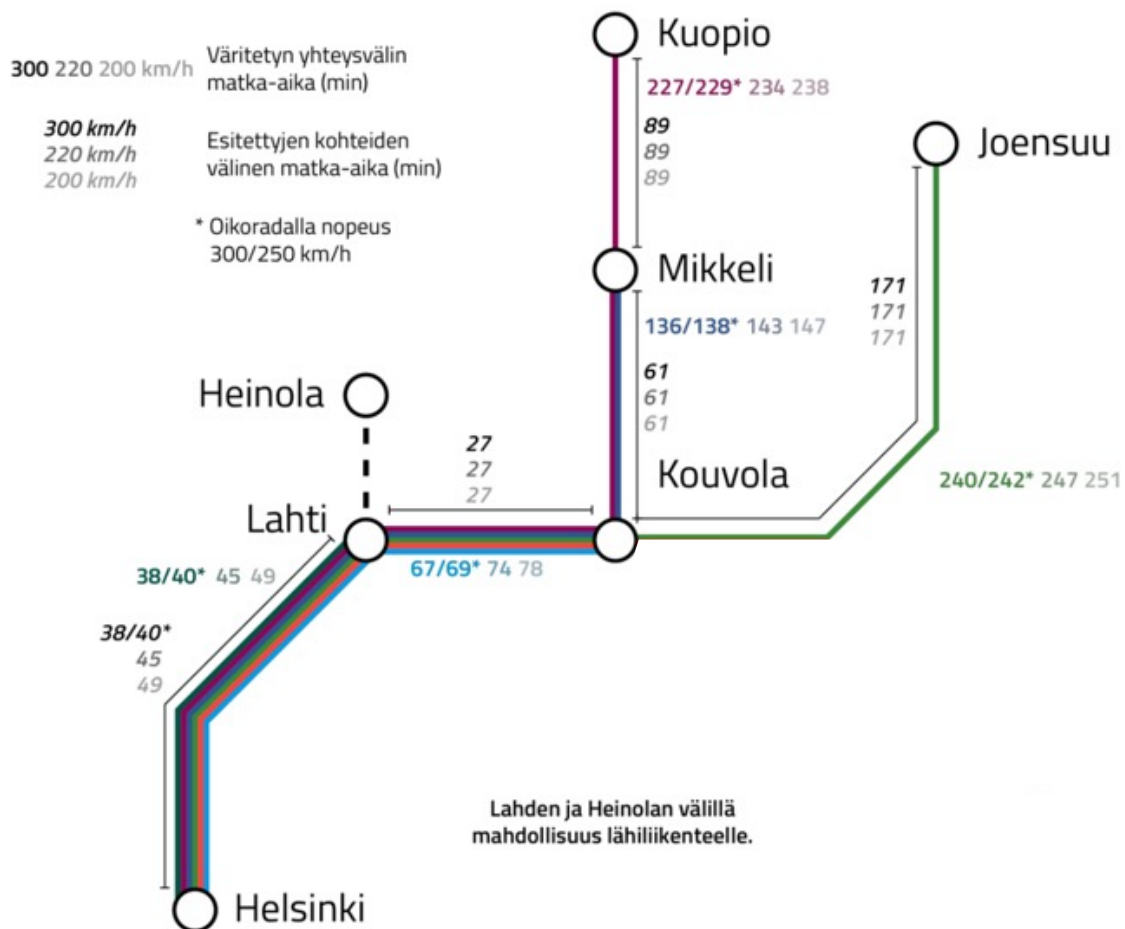 300 220 200 km/h
Väritetyn yhteysvälin
matka-aika (min)
300 km/h
220 km/h
200 km/h
Esitettyjen kohteiden
välinen matka-aika (min)
* Oikoradalla nopeus
300/250 km/h
Kuopio
227/229* 234 238
89
89
89
Joensuu
Mikkeli
136/138* 143 147
171
171
171
61
61
61
Heinola
27
27
27
Kouvola
240/242* 247 251
Lahti
38/40* 45 49
67/69* 74 78
38/40*
45
49
Lahden ja Heinolan välillä
mahdollisuus lähiliikenteelle.
Helsinki